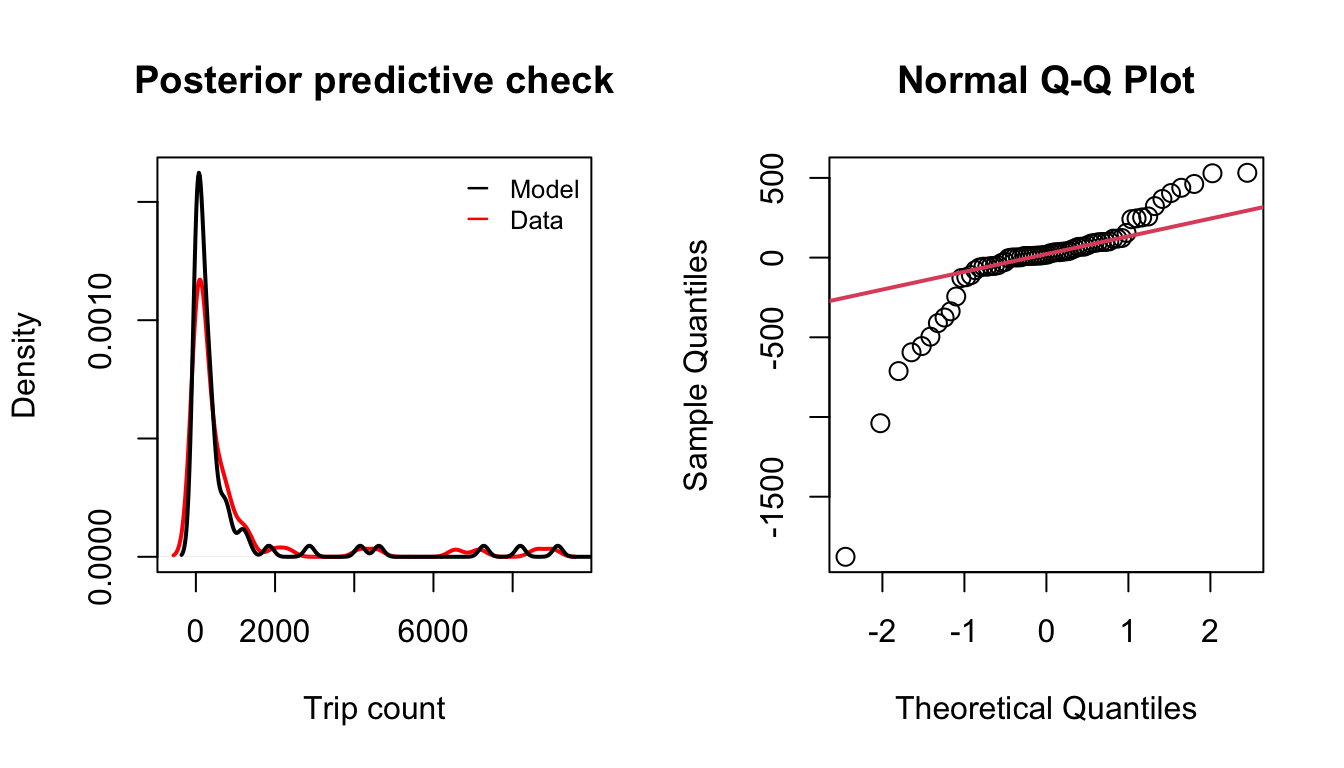 Posterior predictive check
Density
0.0000
0.0010
Model
Data
0
2000
6000
Trip count
Normal Q-Q Plot
Sample Quantiles
500
0
-500
-1500
-2
-1
0
1
2
Theoretical Quantiles